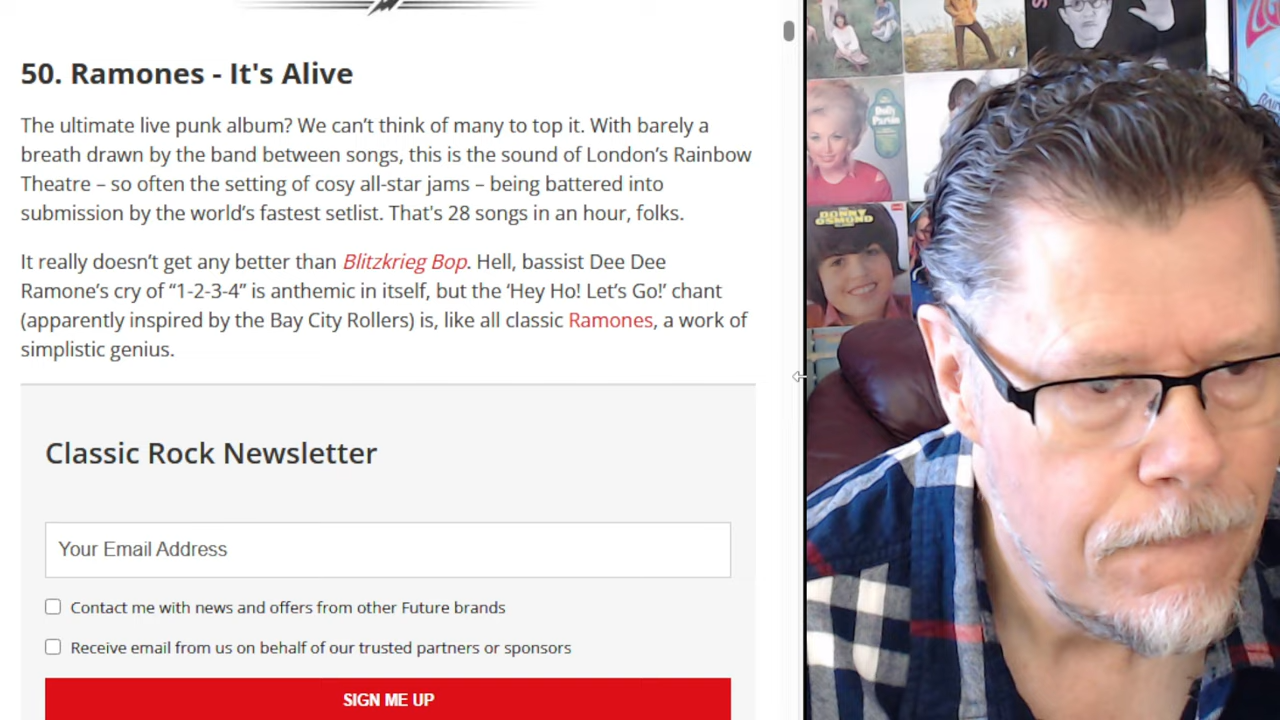 50. Ramones - It's Alive
The ultimate live punk album? We can’t think of many to top it. With barely a
breath drawn by the band between songs, this is the sound of London’s Rainbow
Theatre – so often the setting of cosy all-star jams – being battered into
submission by the world’s fastest setlist. That’s 28 songs in an hour, folks.
It really doesn’t get any better than Blitzkrieg Bop. Hell, bassist Dee Dee
Ramone’s cry of “1-2-3-4” is anthemic in itself, but the ‘Hey Ho! Let’s Go!’ chant
(apparently inspired by the Bay City Rollers) is, like all classic Ramones, a work of
simplistic genius.
Classic Rock Newsletter
Your Email Address
Contact me with news and offers from other Future brands
Receive email from us on behalf of our trusted partners or sponsors
SIGN ME UP
Dolly
Parton
DONNY
OSMOND